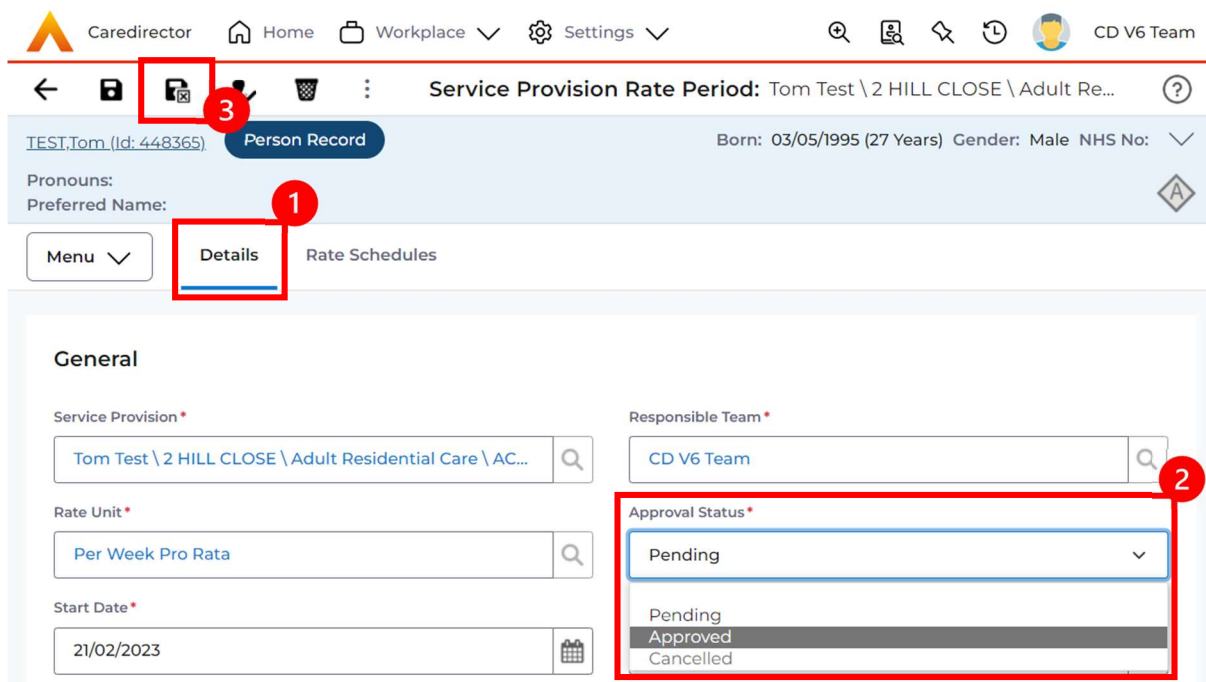 Caredirector Home Workplace Settings CD V6 Team
Service Provision Rate Period: Tom Test \ 2 HILL CLOSE \ Adult Re... ?
3
TEST,Tom (Id: 448365) Person Record Born: 03/05/1995 (27 Years) Gender: Male NHS No:
Pronouns:
Preferred Name:
A
1
Menu Details Rate Schedules
General
Service Provision* Responsible Team*
Tom Test \ 2 HILL CLOSE \ Adult Residential Care \ AC... CD V6 Team
2
Rate Unit* Approval Status*
Per Week Pro Rata Pending
Start Date*
Pending
21/02/2023 Approved
Cancelled